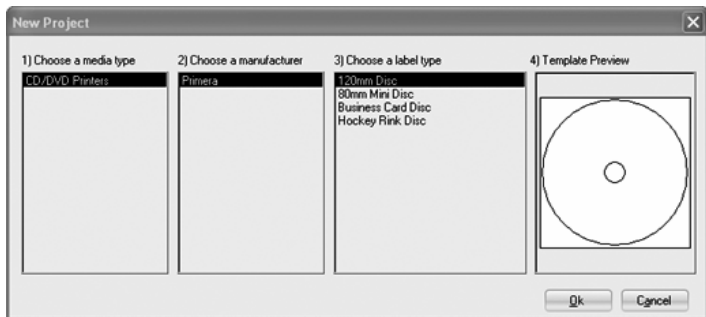 New Project
1) Choose a media type
2) Choose a manufacturer
3) Choose a label type
4) Template Preview
CD/DVD Printers
Primera
120mm Disc
80mm Mini Disc
Business Card Disc
Hockey Rink Disc
Ok
Cancel